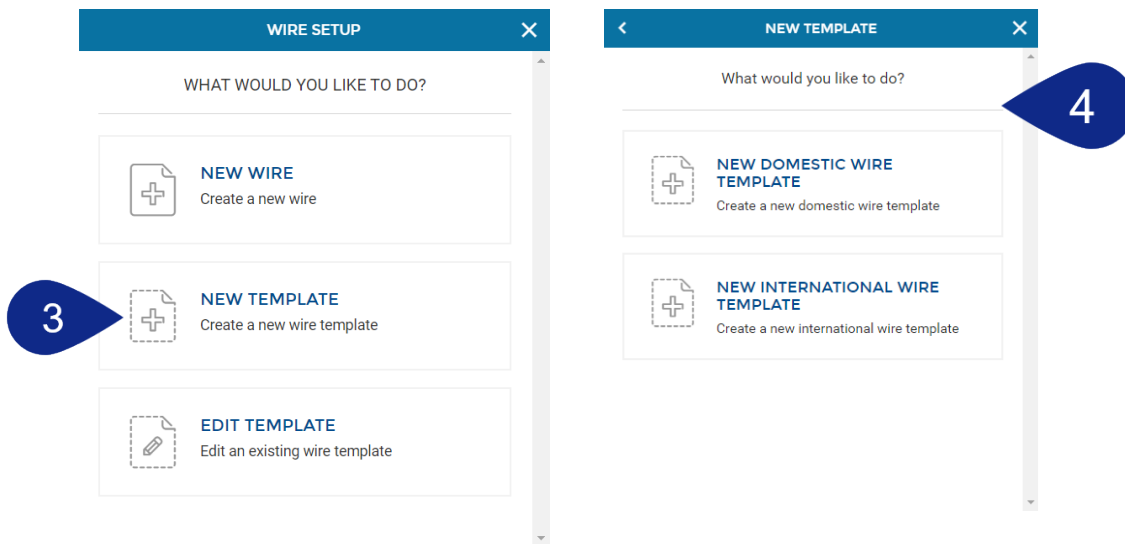 WIRE SETUP
WHAT WOULD YOU LIKE TO DO?
NEW WIRE
Create a new wire
3
NEW TEMPLATE
Create a new wire template
EDIT TEMPLATE
Edit an existing wire template
NEW TEMPLATE
What would you like to do?
4
NEW DOMESTIC WIRE
TEMPLATE
Create a new domestic wire template
NEW INTERNATIONAL WIRE
TEMPLATE
Create a new international wire template